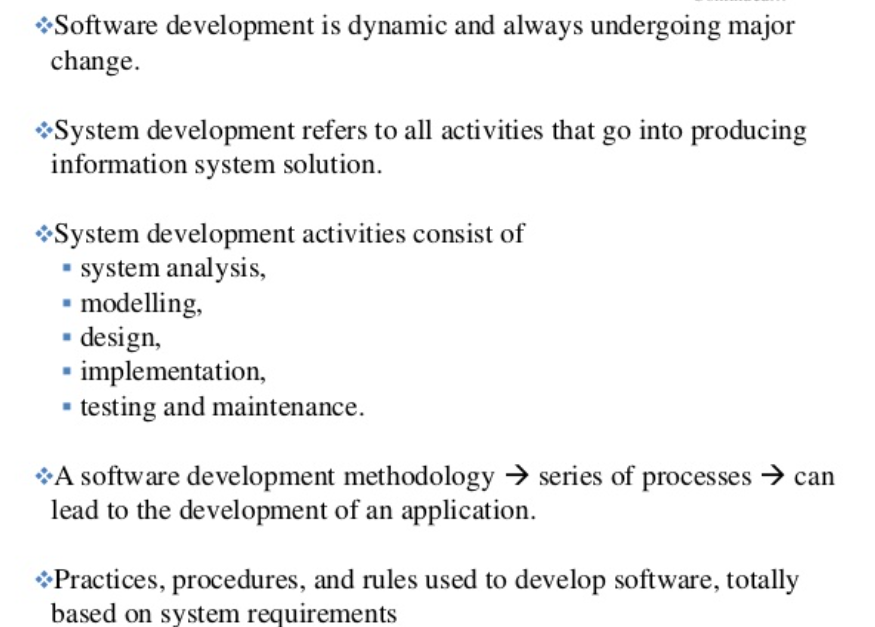 ❖Software development is dynamic and always undergoing major
change.
❖System development refers to all activities that go into producing
information system solution.
❖System development activities consist of
▪ system analysis,
▪ modelling,
▪ design,
▪ implementation,
▪ testing and maintenance.
❖A software development methodology → series of processes → can
lead to the development of an application.
❖Practices, procedures, and rules used to develop software, totally
based on system requirements